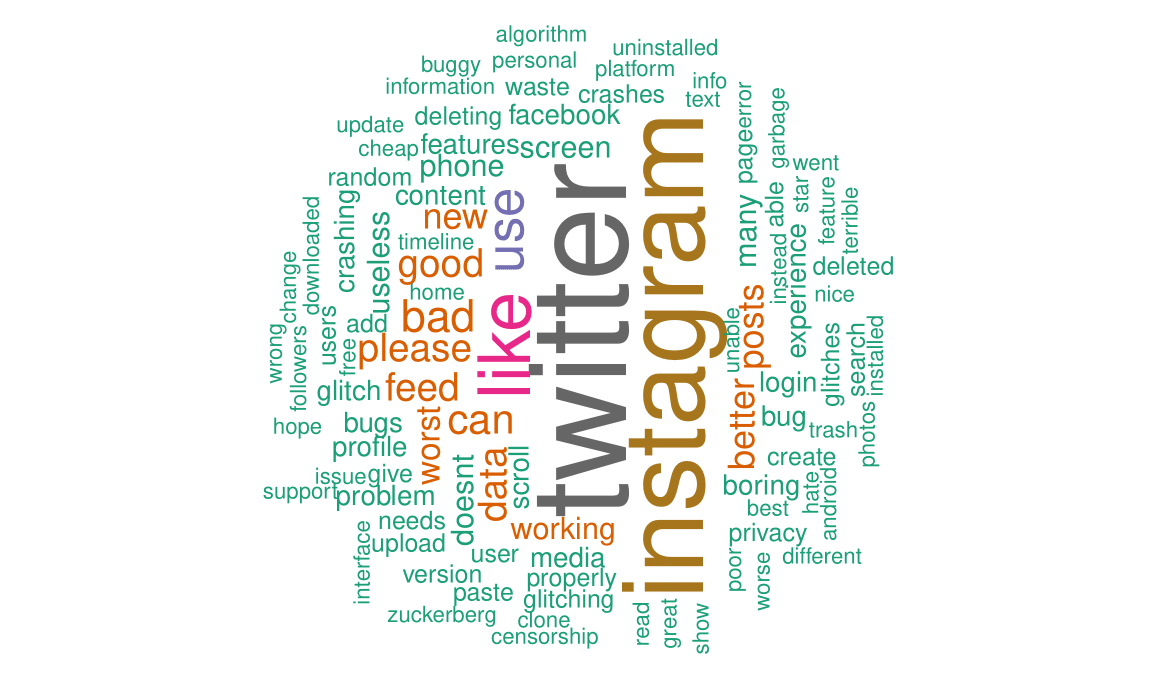 algorithm
uninstalled
buggy
personal
platform
information
waste
crashes
info
text
deleting
facebook
update
cheap
features
screen
phone
random
content
new
use
timeline
good
home
crashing
useless
downloaded
change
bad
like
twitter
instagram
add
users
please
free
followers
wrong
glitch
feed
can
bugs
hope
profile
worst
data
scroll
issue
give
support
problem
doesnt
needs
working
upload
user
media
interface
version
properly
paste
glitching
zuckerberg
clone
censorship
read
great
show
error
page
garbage
went
many
able
star
feature
terrible
instead
experience
deleted
nice
unable
posts
login
glitches
search
installed
better
bug
trash
photos
create
boring
hate
android
best
privacy
different
poor
worse